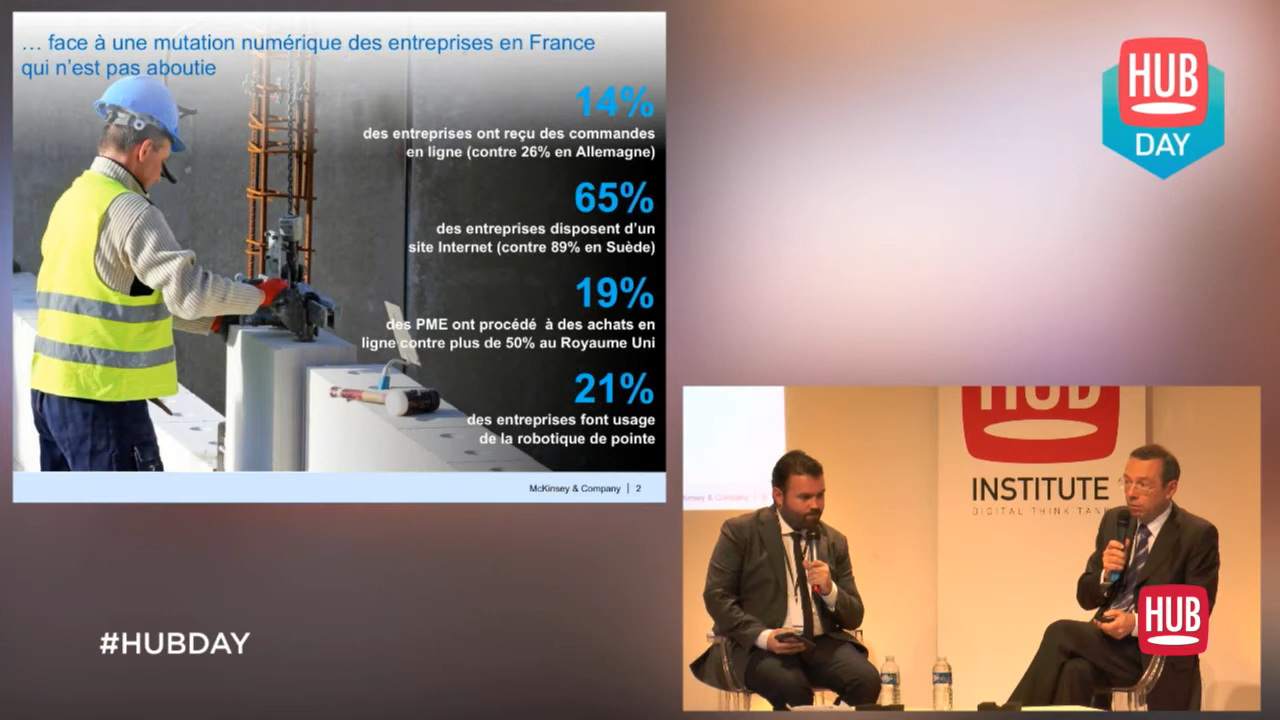 … face à une mutation numérique des entreprises en France
qui n'est pas aboutie
14%
des entreprises ont reçu des commandes
en ligne (contre 26% en Allemagne)
65%
des entreprises disposent d'un
site Internet (contre 89% en Suède)
19%
des PME ont procédé à des achats en
ligne contre plus de 50% au Royaume Uni
21%
des entreprises font usage
de la robotique de pointe
McKinsey & Company | 2
HUB
DAY
HUB
INSTITUTE
DIGITAL THINK TANK
HUB
#HUBDAY